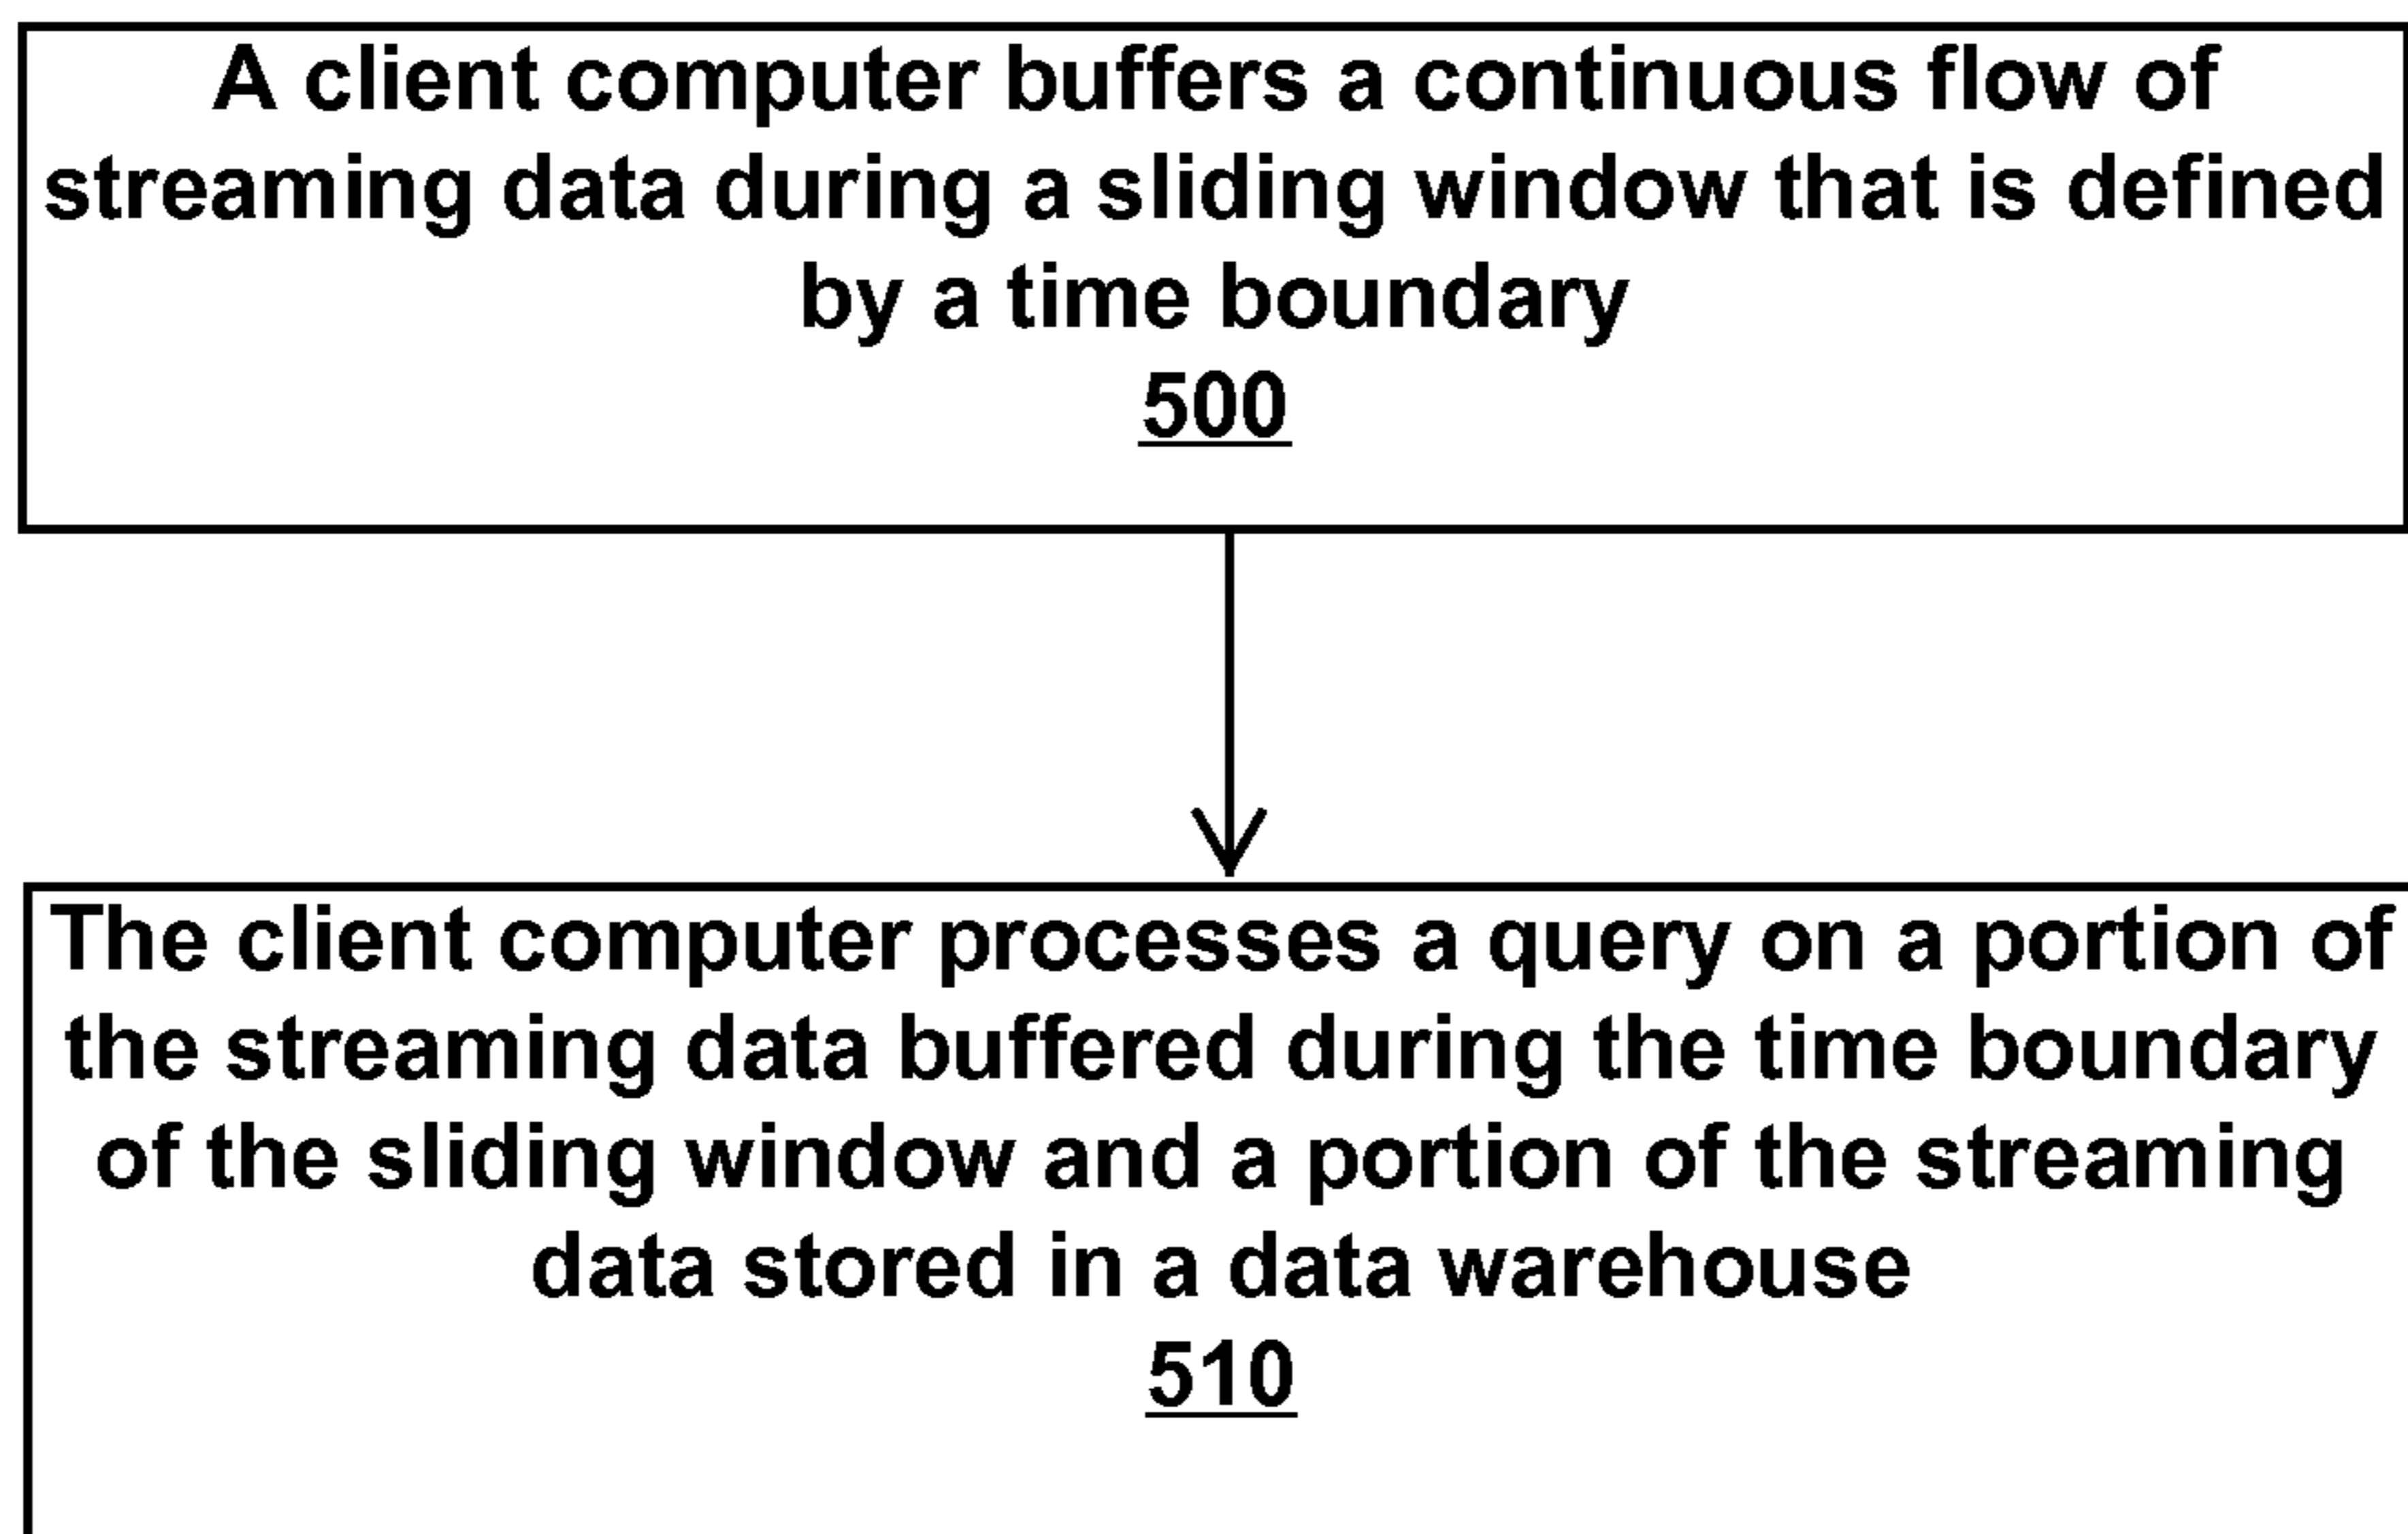 A client computer buffers a continuous flow of
streaming data during a sliding window that is defined
by a time boundary
500
The client computer processes a query on a portion of
the streaming data buffered during the time boundary
of the sliding window and a portion of the streaming
data stored in a data warehouse
510